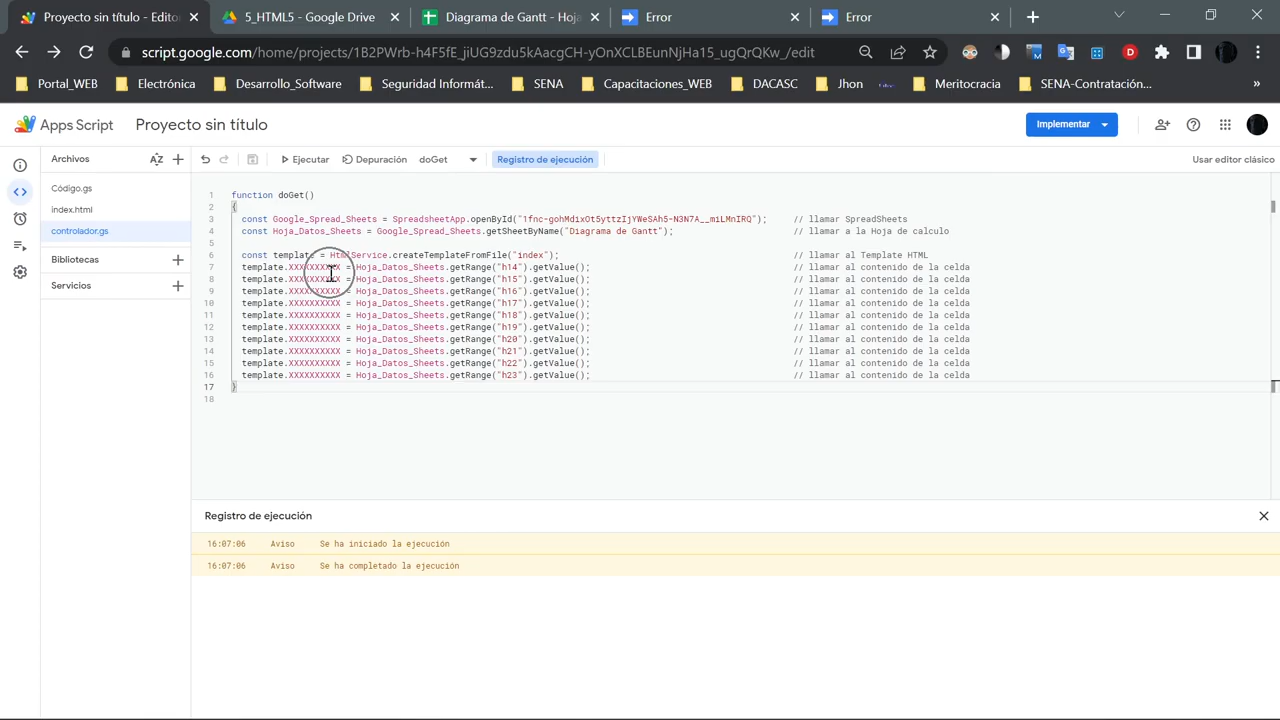 Proyecto sin título - Edito
5_HTML5 - Google Drive
Diagrama de Gantt - Hoja
Error
Error
script.google.com/home/projects/1B2PWrb-h4F5fE_jiUG9zdu5kAacgCH-yOnXCLBEunNjHa15_ugQrQKw_/edit
Portal_WEB
Electrónica
Desarrollo_Software
Seguridad Informát...
SENA
Capacitaciones_WEB
DACASC
Jhon
Meritocracia
SENA-Contratación...
»
Apps Script
Proyecto sin título
Implementar
Archivos
Ejecutar
Depuración
doGet
Registro de ejecución
Usar editor clásico
Código.gs
index.html
controlador.gs
Bibliotecas
Servicios
1 function doGet()
2 {
3 const Google_Spread_Sheets = SpreadsheetApp.openById("1fnc-gohMdixOt5yttzIjYWeSAh5-N3N7A__miLMnIRQ"); // llamar SpreadSheets
4 const Hoja_Datos_Sheets = Google_Spread_Sheets.getSheetByName("Diagrama de Gantt"); // llamar a la Hoja de calculo
5
6 const template = HtmlService.createTemplateFromFile("index"); // llamar al Template HTML
7 template.XXXXXXXXXX = Hoja_Datos_Sheets.getRange("h14").getValue(); // llamar al contenido de la celda
8 template.XXXXXXXXXX = Hoja_Datos_Sheets.getRange("h15").getValue(); // llamar al contenido de la celda
9 template.XXXXXXXXXX = Hoja_Datos_Sheets.getRange("h16").getValue(); // llamar al contenido de la celda
10 template.XXXXXXXXXX = Hoja_Datos_Sheets.getRange("h17").getValue(); // llamar al contenido de la celda
11 template.XXXXXXXXXX = Hoja_Datos_Sheets.getRange("h18").getValue(); // llamar al contenido de la celda
12 template.XXXXXXXXXX = Hoja_Datos_Sheets.getRange("h19").getValue(); // llamar al contenido de la celda
13 template.XXXXXXXXXX = Hoja_Datos_Sheets.getRange("h20").getValue(); // llamar al contenido de la celda
14 template.XXXXXXXXXX = Hoja_Datos_Sheets.getRange("h21").getValue(); // llamar al contenido de la celda
15 template.XXXXXXXXXX = Hoja_Datos_Sheets.getRange("h22").getValue(); // llamar al contenido de la celda
16 template.XXXXXXXXXX = Hoja_Datos_Sheets.getRange("h23").getValue(); // llamar al contenido de la celda
17 }
18
Registro de ejecución
16:07:06 Aviso Se ha iniciado la ejecución
16:07:06 Aviso Se ha completado la ejecución